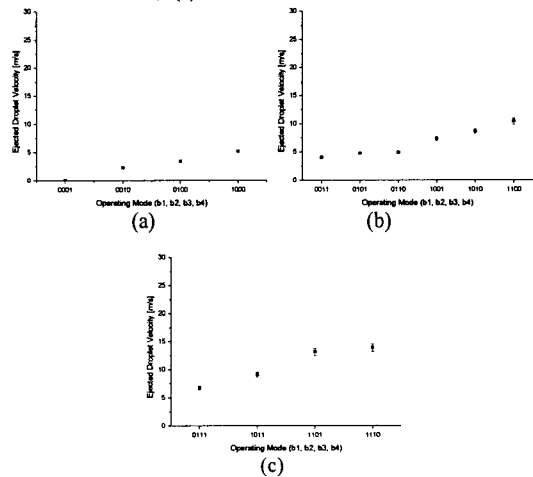 30
25
20
15
10
5
0
Ejected Droplet Velocity [m/s]
0001 0010 0100 1000
Operating Mode (b1, b2, b3, b4)
(a)
30
25
20
15
10
5
0
Ejected Droplet Velocity [m/s]
0011 0101 0110 1001 1010 1100
Operating Mode (b1, b2, b3, b4)
(b)
30
25
20
15
10
5
0
Ejected Droplet Velocity [m/s]
0111 1011 1101 1110
Operating Mode (b1, b2, b3, b4)
(c)